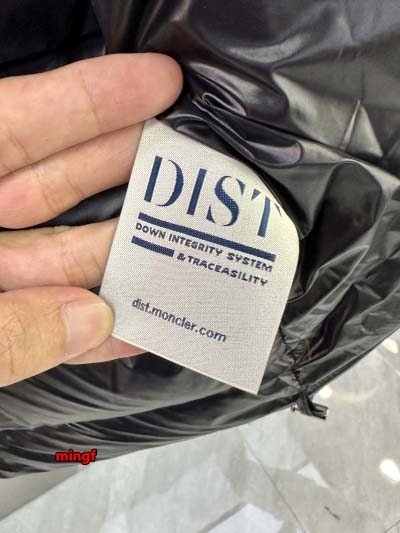 DIST
DOWN INTEGRITY SYSTEM
& TRACEASILITY
dist.moncler.com
mingf